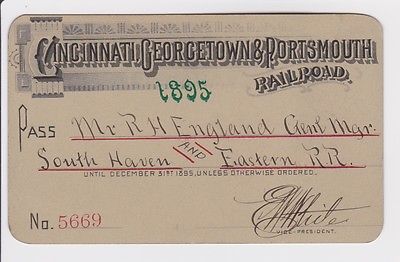 CINCINNATI, GEORGETOWN & PORTSMOUTH
RAILROAD.
1895
PASS Mr R H England Genl Mgr.
South Haven AND Eastern RR.
UNTIL DECEMBER 31ST 1895, UNLESS OTHERWISE ORDERED.
No. 5669
VICE-PRESIDENT.